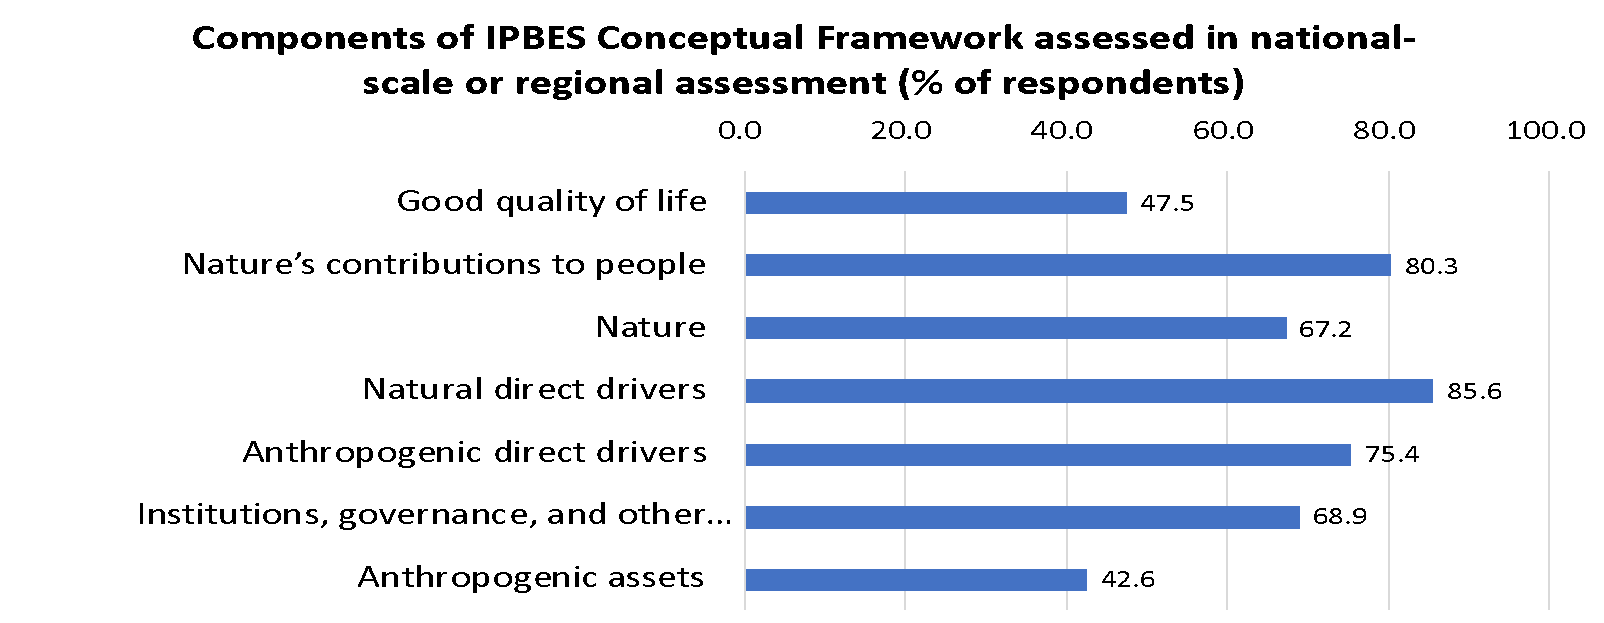 Components of IPBES Conceptual Framework assessed in national-
scale or regional assessment (% of respondents)
0.0 20.0 40.0 60.0 80.0 100.0
Good quality of life 47.5
Nature’s contributions to people 80.3
Nature 67.2
Natural direct drivers 85.6
Anthropogenic direct drivers 75.4
Institutions, governance, and other... 68.9
Anthropogenic assets 42.6